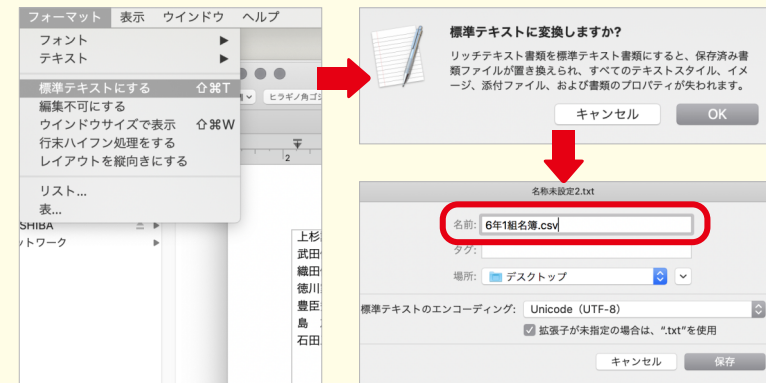 フォーマット 表示 ウインドウ ヘルプ
フォント ▶
テキスト ▶
標準テキストにする ⇧⌘T
編集不可にする
ウインドウサイズで表示 ⇧⌘W
行末ハイフン処理をする
レイアウトを縦向きにする
リスト...
表...
ヒラギノ角ゴシ
2
SHIBA
トワーク
上杉
武田
織田
徳川
豊臣
島
石田
標準テキストに変換しますか?
リッチテキスト書類を標準テキスト書類にすると、保存済み書
類ファイルが置き換えられ、すべてのテキストスタイル、イメ
ージ、添付ファイル、および書類のプロパティが失われます。
キャンセル OK
名称未設定2.txt
名前: 6年1組名簿.csv
タグ:
場所: デスクトップ
標準テキストのエンコーディング: Unicode（UTF-8）
拡張子が未指定の場合は、“.txt”を使用
キャンセル 保存